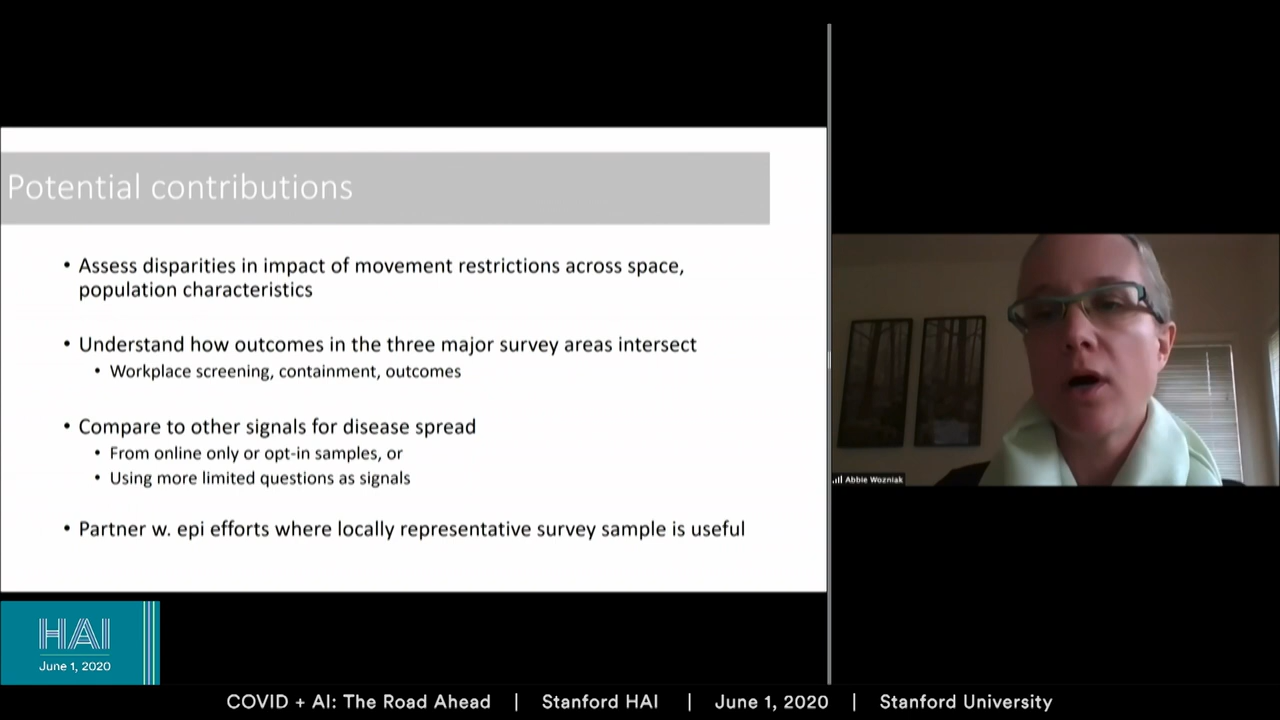 Potential contributions
• Assess disparities in impact of movement restrictions across space,
population characteristics
• Understand how outcomes in the three major survey areas intersect
• Workplace screening, containment, outcomes
• Compare to other signals for disease spread
• From online only or opt-in samples, or
• Using more limited questions as signals
• Partner w. epi efforts where locally representative survey sample is useful
Abbie Wozniak
HAI
June 1, 2020
COVID + AI: The Road Ahead | Stanford HAI | June 1, 2020 | Stanford University